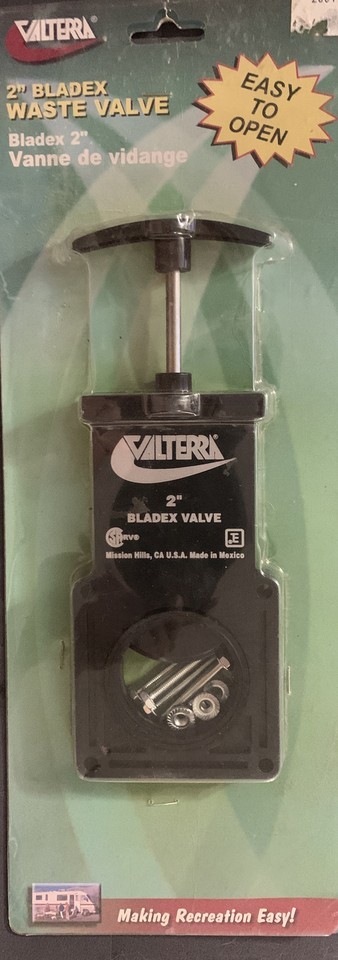 VALTERRA
2" BLADEX
WASTE VALVE
Bladex 2"
Vanne de vidange
EASY
TO
OPEN
VALTERRA
2"
BLADEX VALVE
RV®
Mission Hills, CA U.S.A. Made in Mexico
Making Recreation Easy!